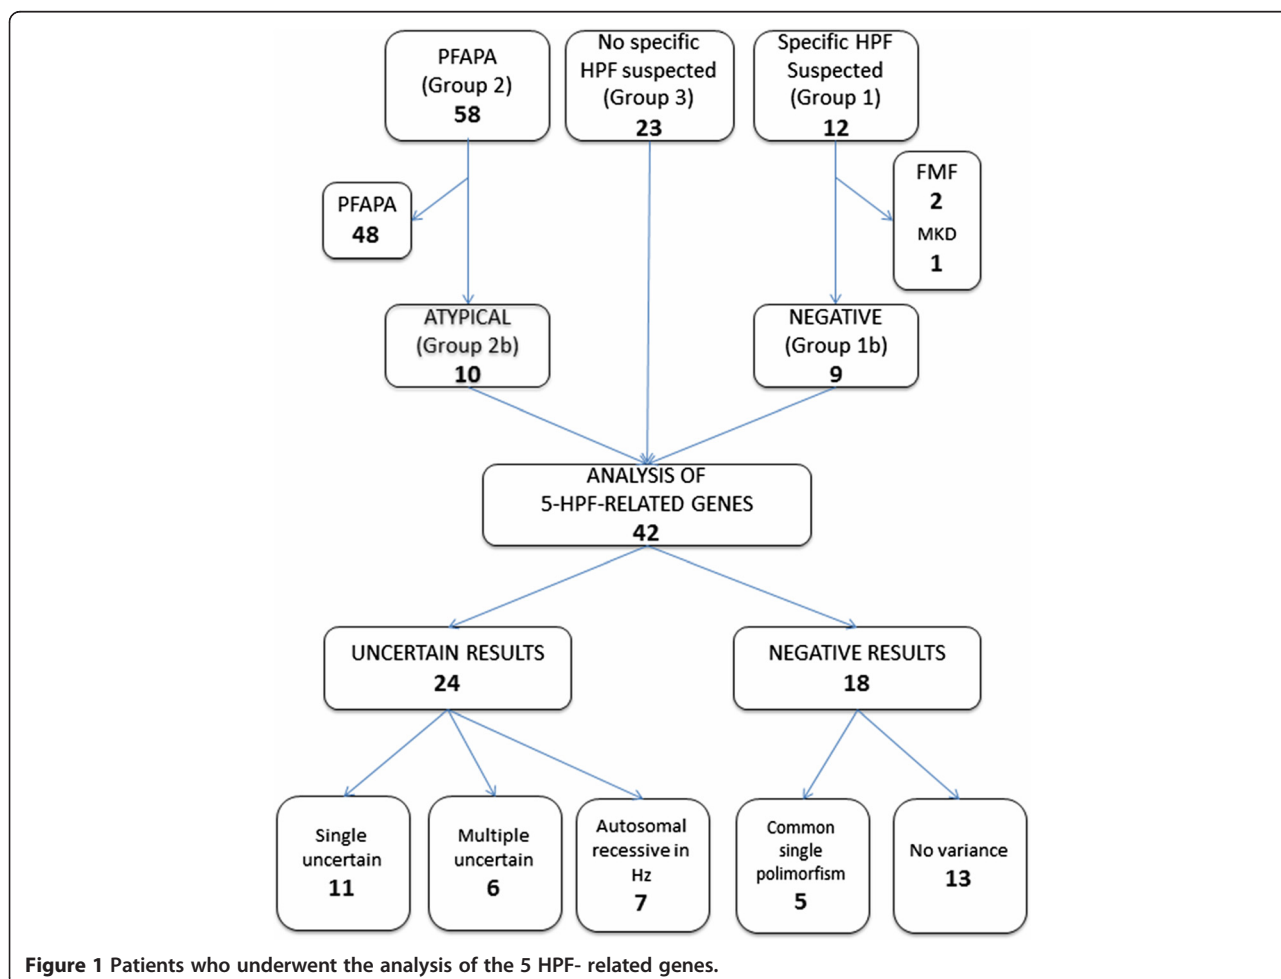 PFAPA
(Group 2)
58
No specific
HPF suspected
(Group 3)
23
Specific HPF
Suspected
(Group 1)
12
PFAPA
48
FMF
2
MKD
1
ATYPICAL
(Group 2b)
10
NEGATIVE
(Group 1b)
9
ANALYSIS OF
5-HPF-RELATED GENES
42
UNCERTAIN RESULTS
24
NEGATIVE RESULTS
18
Single
uncertain
11
Multiple
uncertain
6
Autosomal
recessive in
Hz
7
Common
single
polimorfism
5
No variance
13
Figure 1 Patients who underwent the analysis of the 5 HPF- related genes.